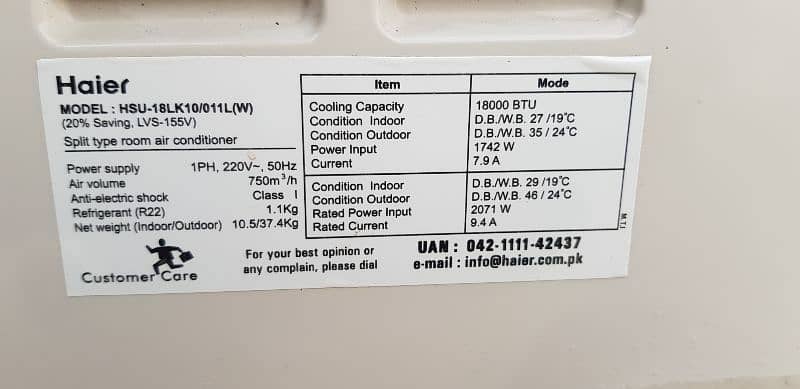 Haier
MODEL : HSU-18LK10/011L(W)
(20% Saving, LVS-155V)
Split type room air conditioner
Power supply 1PH, 220V~, 50Hz
Air volume 750m³/h
Anti-electric shock Class I
Refrigerant (R22) 1.1Kg
Net weight (Indoor/Outdoor) 10.5/37.4Kg
Item Mode
Cooling Capacity 18000 BTU
Condition Indoor D.B./W.B. 27 /19°C
Condition Outdoor D.B./W.B. 35 / 24°C
Power Input 1742 W
Current 7.9 A
Condition Indoor D.B./W.B. 29 /19°C
Condition Outdoor D.B./W.B. 46 / 24°C
Rated Power Input 2071 W
Rated Current 9.4 A
M.T.I
Customer Care
For your best opinion or
any complain, please dial
UAN : 042-1111-42437
e-mail : info@haier.com.pk